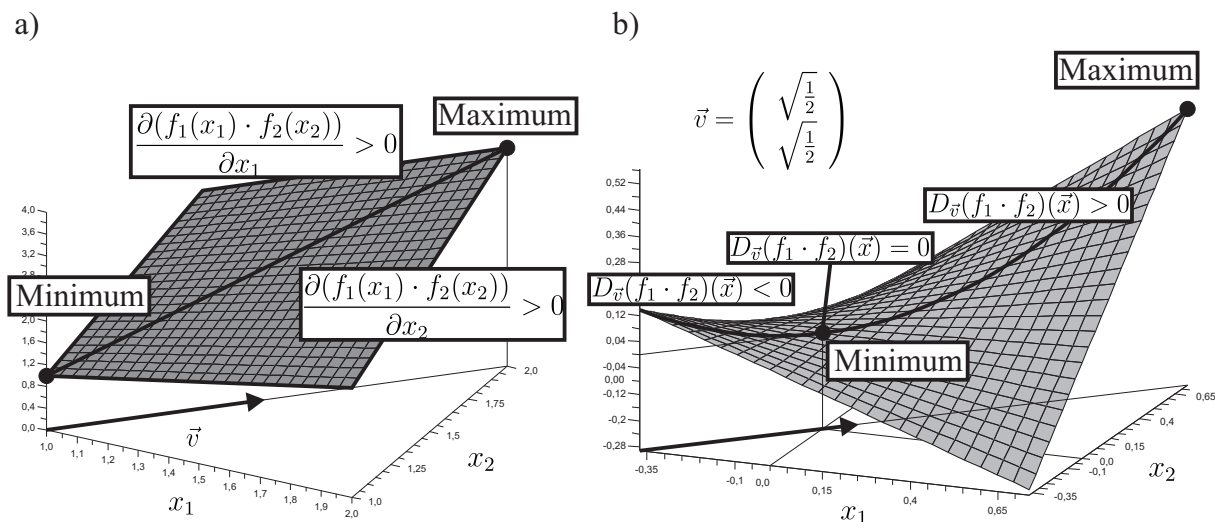 a)
∂(f₁(x₁) · f₂(x₂))
∂x₁
> 0
Maximum
Minimum
∂(f₁(x₁) · f₂(x₂))
∂x₂
> 0
4,0
3,6
3,2
2,8
2,0
1,6
1,2
0,8
0,4
0,0
1,0
1,1
1,2
1,3
1,4
1,5
1,6
1,7
1,8
1,9
2,0
x₁
v⃗
1,0
1,25
1,5
1,75
2,0
x₂
b)
v⃗ = ( √½ √½ )
Maximum
D_v⃗(f₁ · f₂)(x⃗) > 0
D_v⃗(f₁ · f₂)(x⃗) = 0
D_v⃗(f₁ · f₂)(x⃗) < 0
Minimum
0,52
0,44
0,36
0,28
0,12
0,04
-0,04
0,00
-0,12
-0,2
-0,28
-0,35
-0,1
0,0
0,15
0,4
0,65
x₁
-0,35
-0,1
0,0
0,15
0,4
0,65
x₂